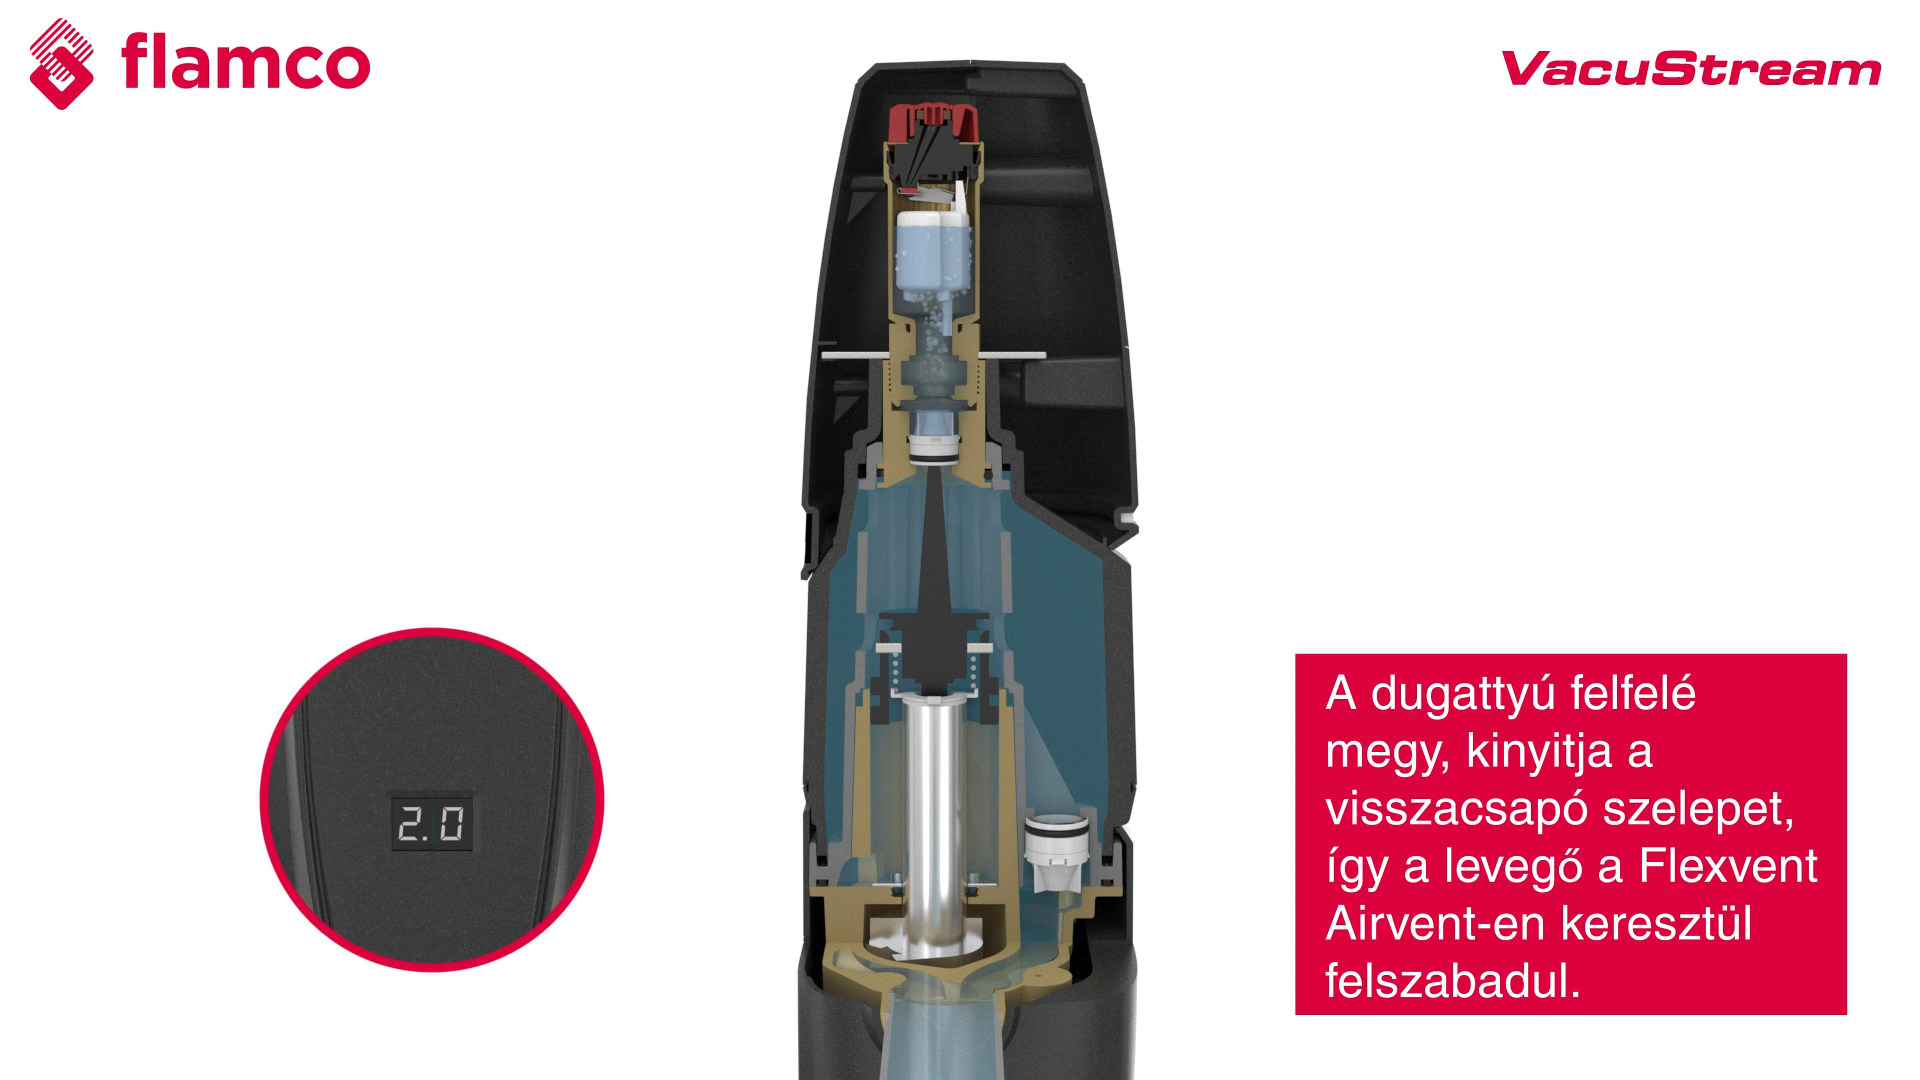 flamco
VacuStream
2.0
A dugattyú felfelé
megy, kinyitja a
visszacsapó szelepet,
így a levegő a Flexvent
Airvent-en keresztül
felszabadul.